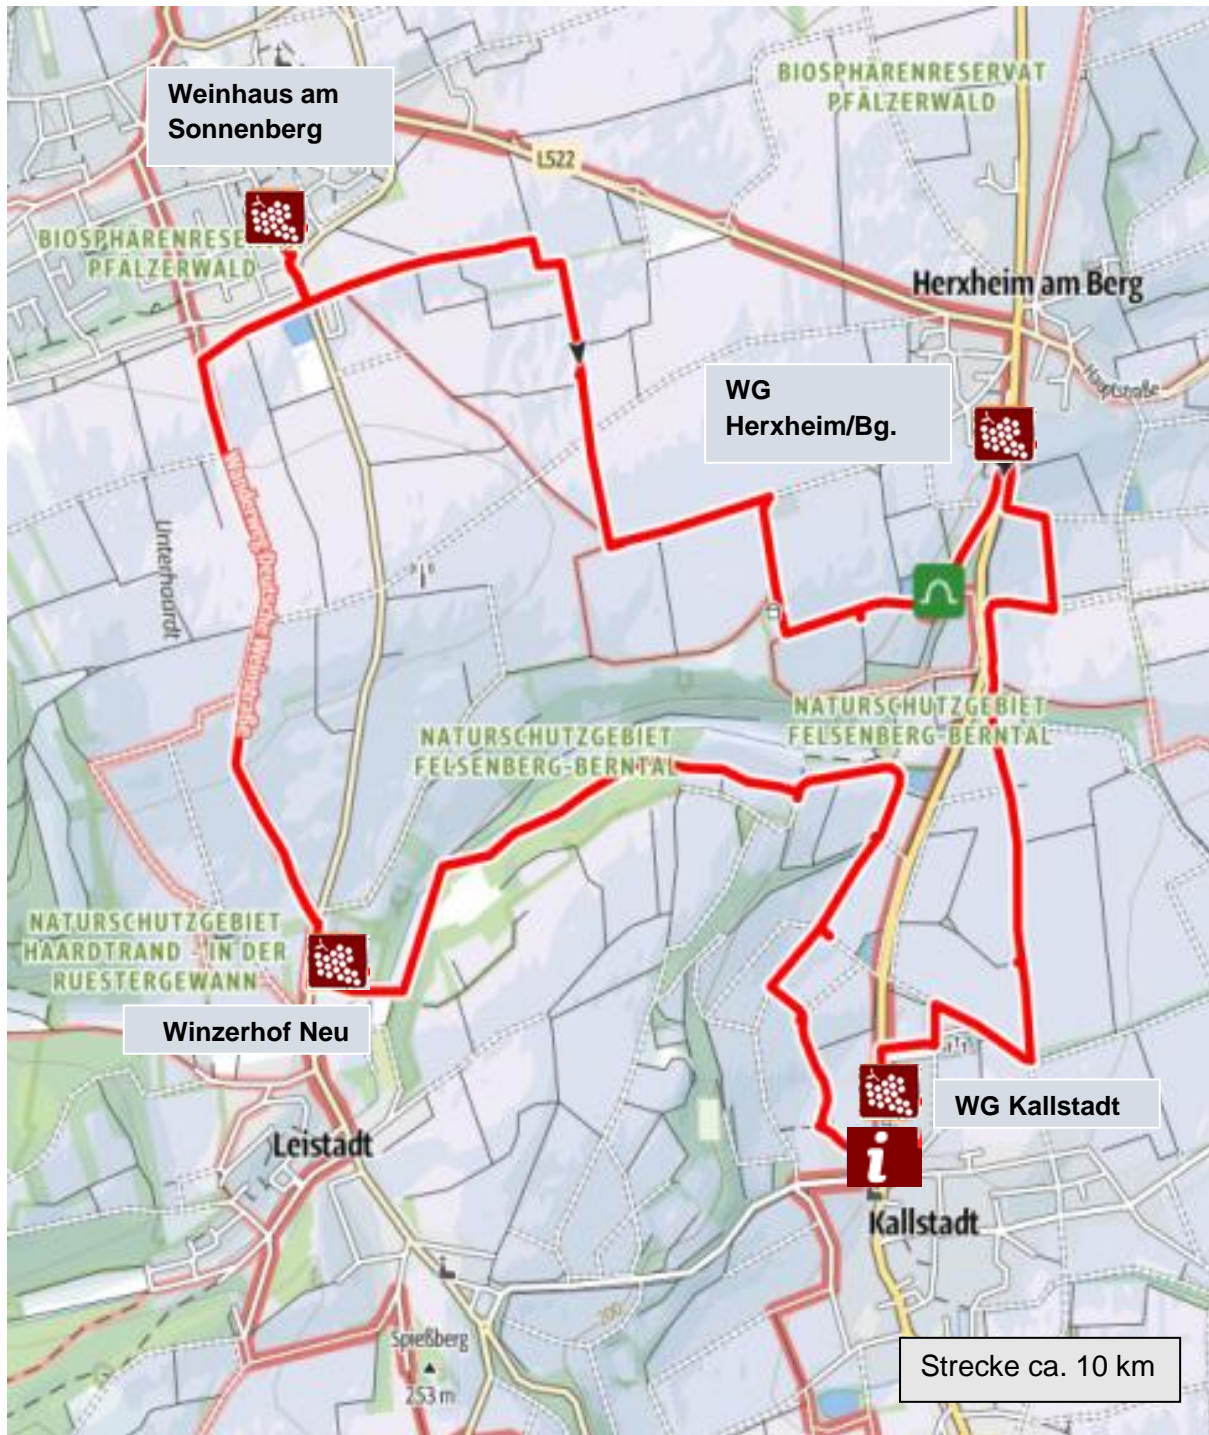 Weinhaus am
Sonnenberg
BIOSPHÄRENRESERVAT
PFÄLZERWALD
L522
BIOSPHÄRENRESE
PFÄLZERWALD
Herxheim am Berg
Hauptstraße
WG
Herxheim/Bg.
Wanderweg Deutsche Weinstraße
Unterhaardt
NATURSCHUTZGEBIET
FELSENBERG-BERNTAL
NATURSCHUTZGEBIET
FELSENBERG-BERNTAL
NATURSCHUTZGEBIET
HAARDTRAND - IN DER
RUESTERGEWANN
Winzerhof Neu
WG Kallstadt
i
Leistadt
Kallstadt
200
Spießberg
253 m
Strecke ca. 10 km